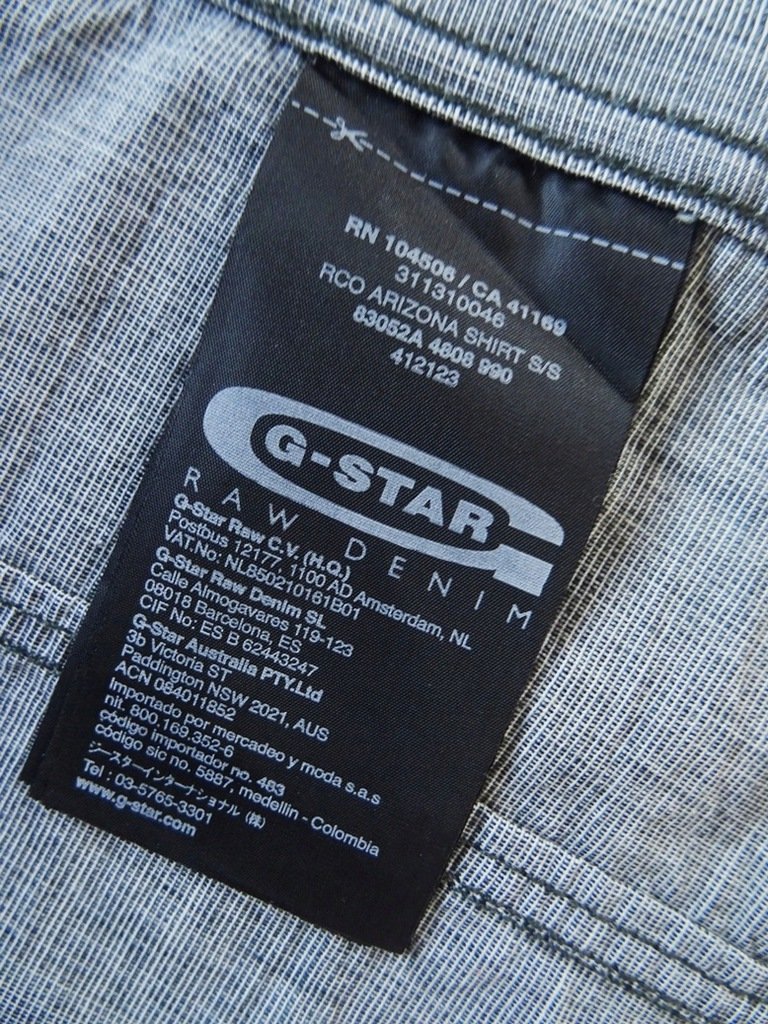 RN 104506 / CA 41169
311310046
RCO ARIZONA SHIRT S/S
83052A 4608 990
412123
G-STAR
RAW DENIM
G-Star Raw C.V. (H.O.)
Postbus 12177, 1100 AD Amsterdam, NL
VAT.No: NL850210161B01
G-Star Raw Denim SL
Calle Almogavares 119-123
08018 Barcelona, ES
CIF No: ES B 62443247
G-Star Australia PTY.Ltd
3b Victoria ST
Paddington NSW 2021, AUS
ACN 084011852
Importado por mercadeo y moda s.a.s
nit. 800.169.352-6
código importador no. 483
código sic no. 5887, medellin - Colombia
ジースターインターナショナル (株)
Tel : 03-5765-3301
www.g-star.com